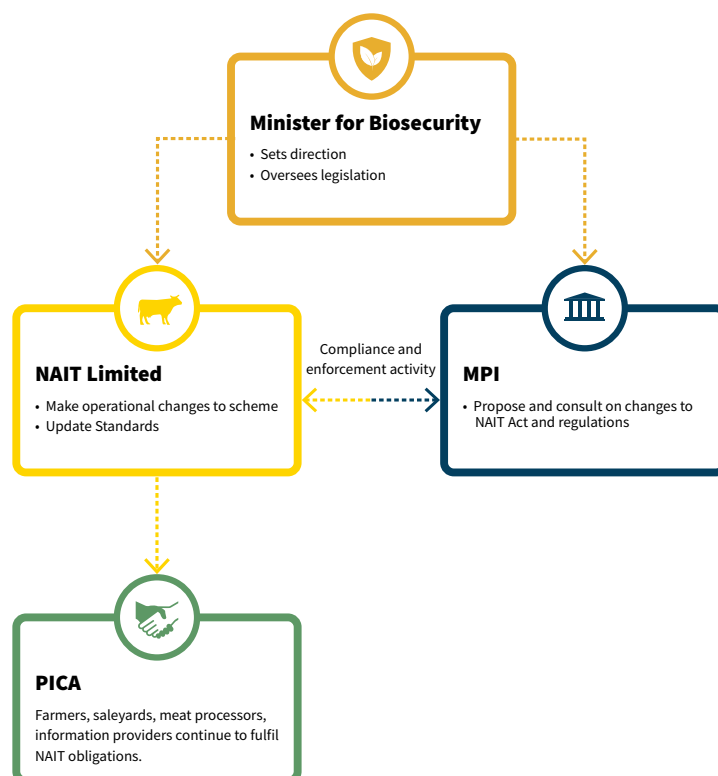 Minister for Biosecurity
• Sets direction
• Oversees legislation
Compliance and
enforcement activity
NAIT Limited
• Make operational changes to scheme
• Update Standards
MPI
• Propose and consult on changes to
NAIT Act and regulations
PICA
Farmers, saleyards, meat processors,
information providers continue to fulfil
NAIT obligations.